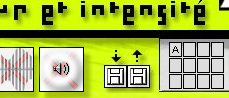 et intensité
A